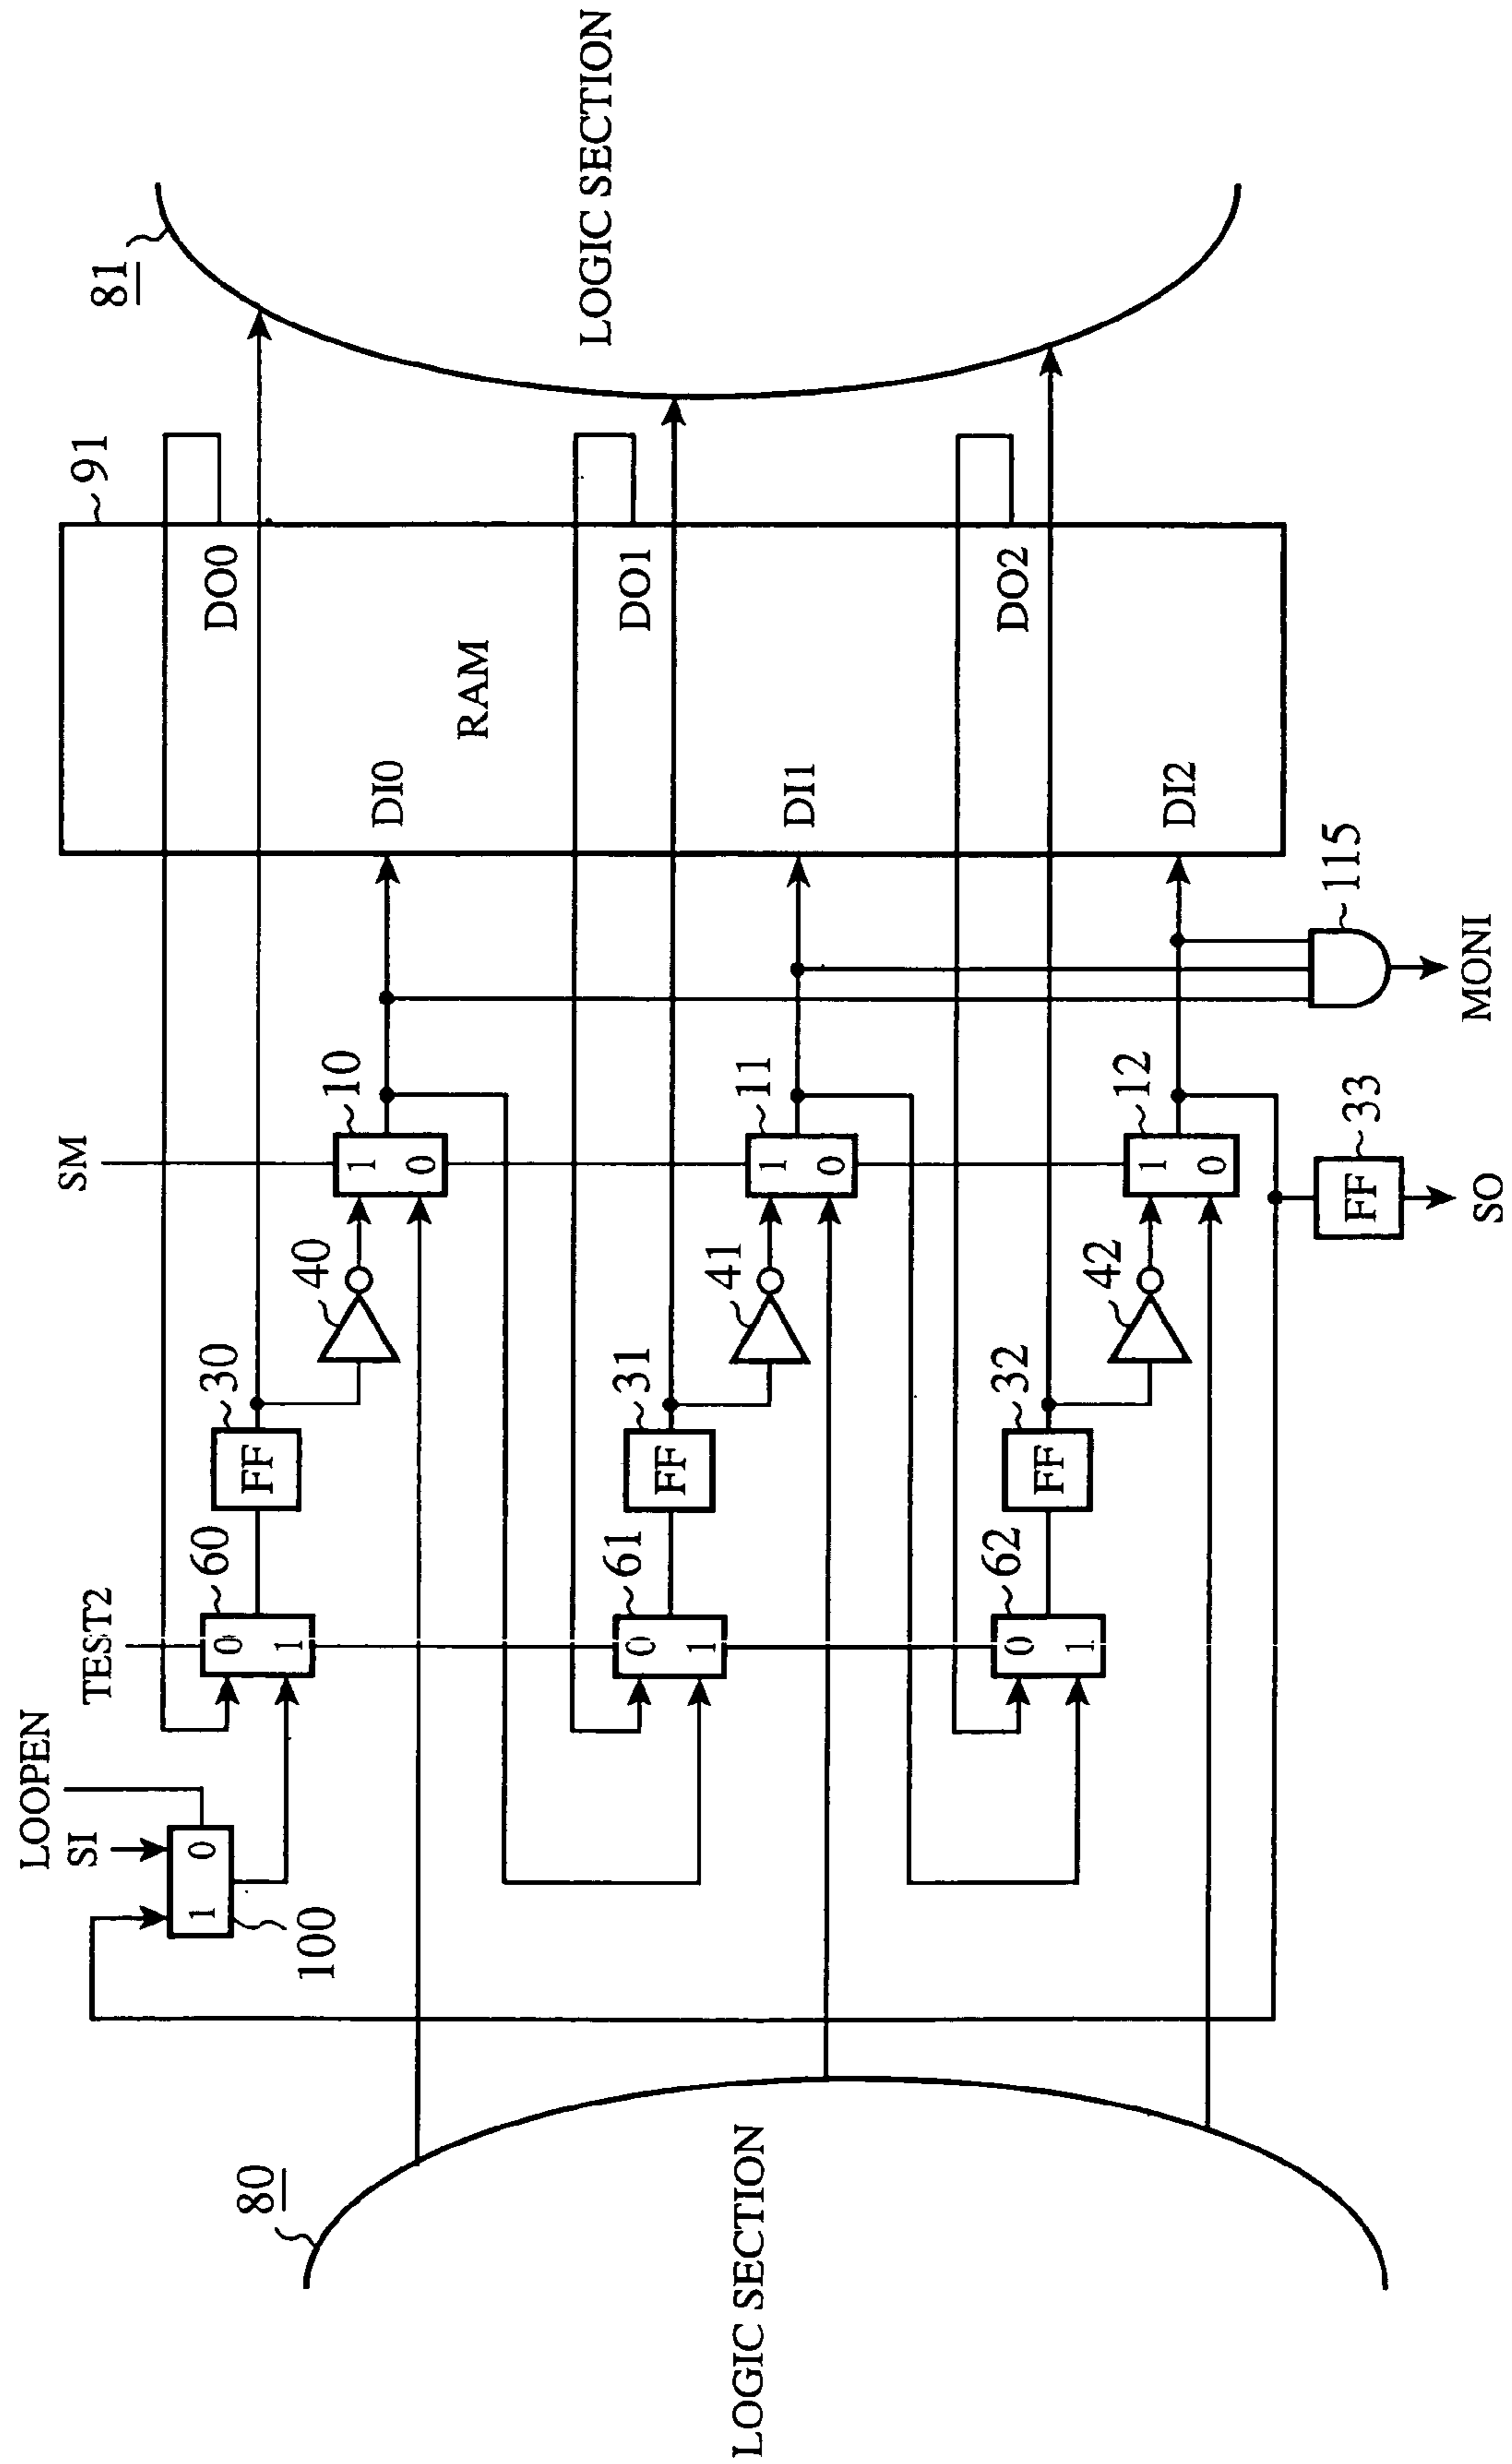 LOGIC SECTION
80
LOGIC SECTION
81
LOOPEN
SI
1 0
100
TEST2
0
1
60
FF
30
40
SM
1
0
10
DI0
DO0
RAM
91
0
1
61
FF
31
41
1
0
11
DI1
DO1
0
1
62
FF
32
42
1
0
12
DI2
DO2
FF
33
SO
115
MONI